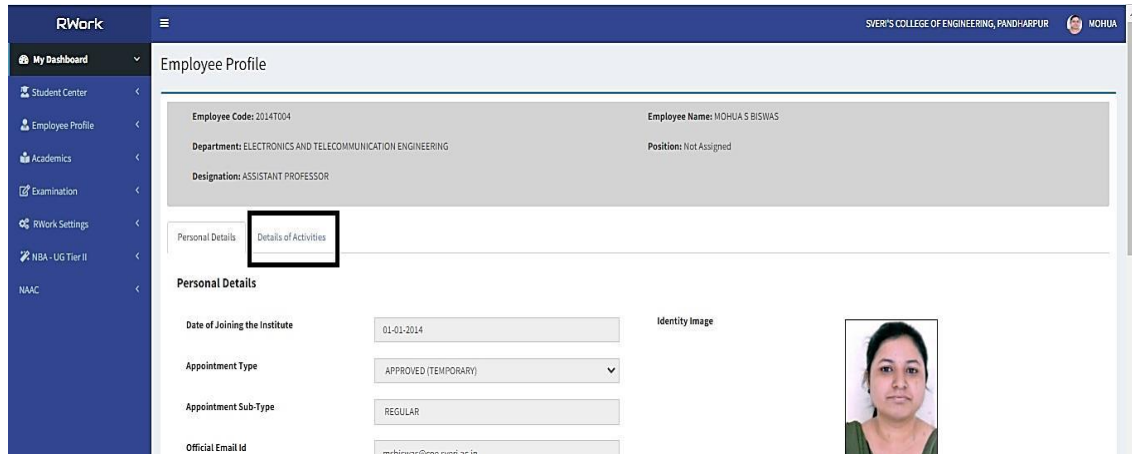 RWork
SVERI'S COLLEGE OF ENGINEERING, PANDHARPUR MOHUA
My Dashboard
Student Center
Employee Profile
Academics
Examination
RWork Settings
NBA - UG Tier II
NAAC
Employee Profile
Employee Code: 2014T004 Employee Name: MOHUA S BISWAS
Department: ELECTRONICS AND TELECOMMUNICATION ENGINEERING Position: Not Assigned
Designation: ASSISTANT PROFESSOR
Personal Details Details of Activities
Personal Details
Date of Joining the Institute 01-01-2014 Identity Image
Appointment Type APPROVED (TEMPORARY)
Appointment Sub-Type REGULAR
Official Email Id